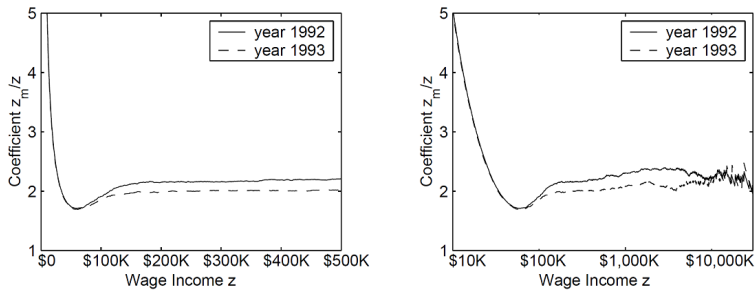 5
4
3
2
1
Coefficient z_m/z
year 1992
year 1993
$0
$100K
$200K
$300K
$400K
$500K
Wage Income z
5
4
3
2
1
Coefficient z_m/z
year 1992
year 1993
$10K
$100K
$1,000K
$10,000K
Wage Income z